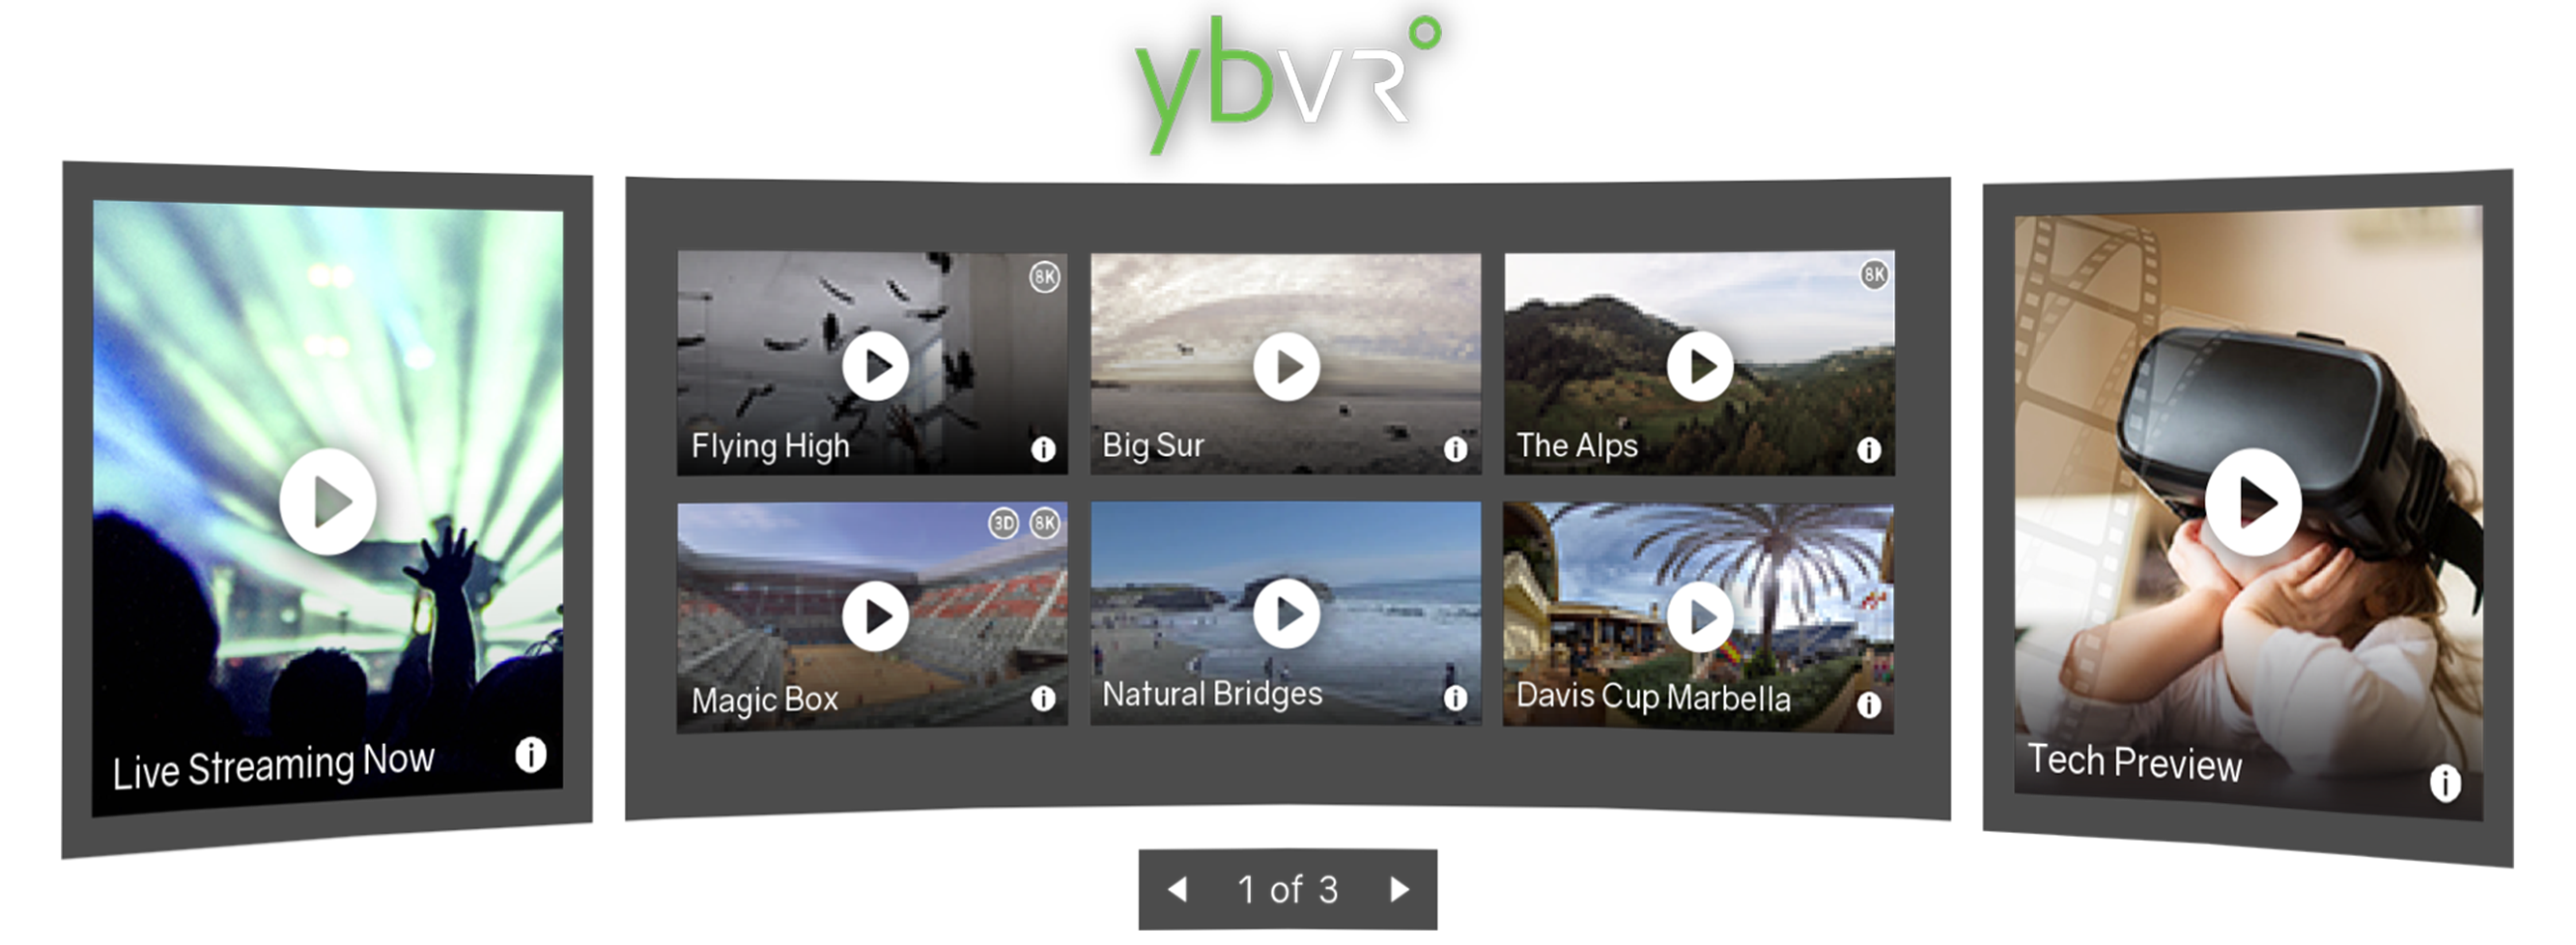 ybVR°
Live Streaming Now
8K
Flying High
Big Sur
8K
The Alps
3D 8K
Magic Box
Natural Bridges
Davis Cup Marbella
Tech Preview
1 of 3